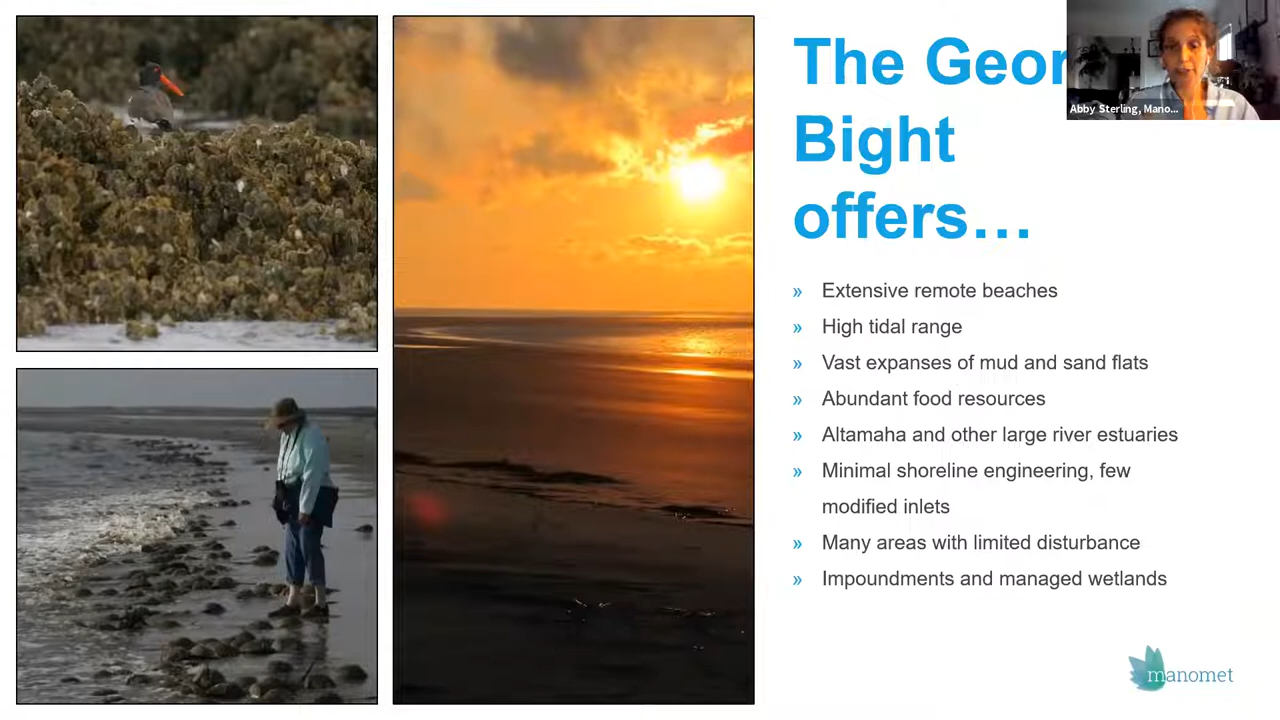 The Geor
Bight
offers…
Abby Sterling, Mano...
» Extensive remote beaches
» High tidal range
» Vast expanses of mud and sand flats
» Abundant food resources
» Altamaha and other large river estuaries
» Minimal shoreline engineering, few
modified inlets
» Many areas with limited disturbance
» Impoundments and managed wetlands
manomet